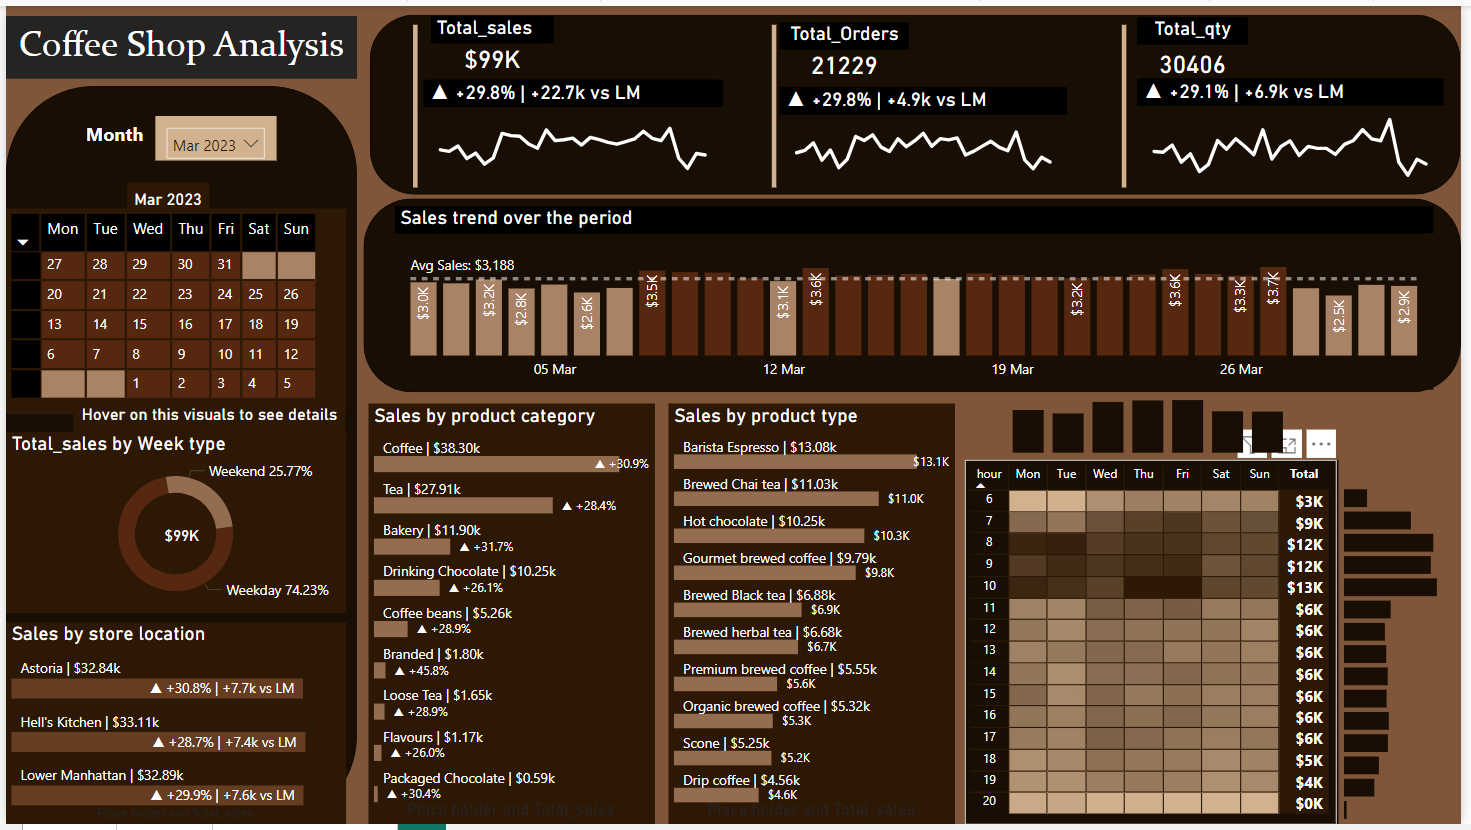 Coffee Shop Analysis
Month
Mar 2023
Mar 2023
Mon Tue Wed Thu Fri Sat Sun
27 28 29 30 31
20 21 22 23 24 25 26
13 14 15 16 17 18 19
6 7 8 9 10 11 12
1 2 3 4 5
Hover on this visuals to see details
Total_sales by Week type
Weekend 25.77%
$99K
Weekday 74.23%
Sales by store location
Astoria | $32.84k
▲ +30.8% | +7.7k vs LM
Hell's Kitchen | $33.11k
▲ +28.7% | +7.4k vs LM
Lower Manhattan | $32.89k
▲ +29.9% | +7.6k vs LM
Place holder and Total_sales
Total_sales
$99K
▲ +29.8% | +22.7k vs LM
Total_Orders
21229
▲ +29.8% | +4.9k vs LM
Total_qty
30406
▲ +29.1% | +6.9k vs LM
Sales trend over the period
Avg Sales: $3,188
$3.0K $3.2K $2.8K $2.6K $3.5K $3.1K $3.6K $3.2K $3.6K $3.3K $3.7K $2.5K $2.9K
05 Mar 12 Mar 19 Mar 26 Mar
Sales by product category
Coffee | $38.30k
▲ +30.9%
Tea | $27.91k
▲ +28.4%
Bakery | $11.90k
▲ +31.7%
Drinking Chocolate | $10.25k
▲ +26.1%
Coffee beans | $5.26k
▲ +28.9%
Branded | $1.80k
▲ +45.8%
Loose Tea | $1.65k
▲ +28.9%
Flavours | $1.17k
▲ +26.0%
Packaged Chocolate | $0.59k
▲ +30.4%
Place holder and Total_sales
Sales by product type
Barista Espresso | $13.08k
$13.1K
Brewed Chai tea | $11.03k
$11.0K
Hot chocolate | $10.25k
$10.3K
Gourmet brewed coffee | $9.79k
$9.8K
Brewed Black tea | $6.88k
$6.9K
Brewed herbal tea | $6.68k
$6.7K
Premium brewed coffee | $5.55k
$5.6K
Organic brewed coffee | $5.32k
$5.3K
Scone | $5.25k
$5.2K
Drip coffee | $4.56k
$4.6K
Place holder and Total_sales
hour Mon Tue Wed Thu Fri Sat Sun Total
6 $3K
7 $9K
8 $12K
9 $12K
10 $13K
11 $6K
12 $6K
13 $6K
14 $6K
15 $6K
16 $6K
17 $6K
18 $5K
19 $4K
20 $0K